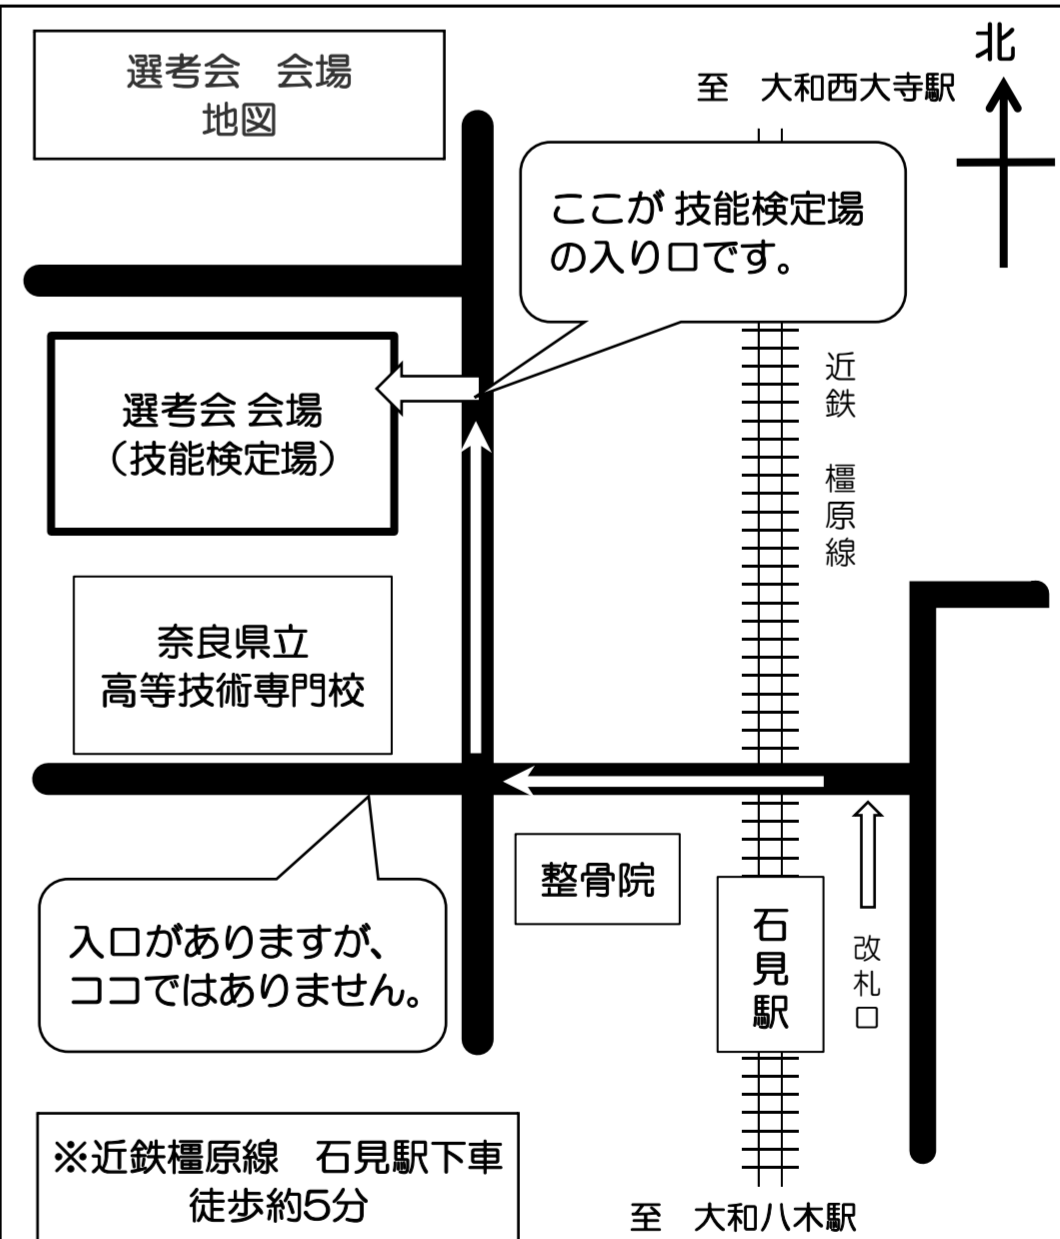 選考会　会場
地図
北
至　大和西大寺駅
ここが 技能検定場
の入り口です。
選考会 会場
（技能検定場）
近鉄　橿原線
奈良県立
高等技術専門校
整骨院
石見駅
改札口
入口がありますが、
ココではありません。
※近鉄橿原線　石見駅下車
徒歩約5分
至　大和八木駅